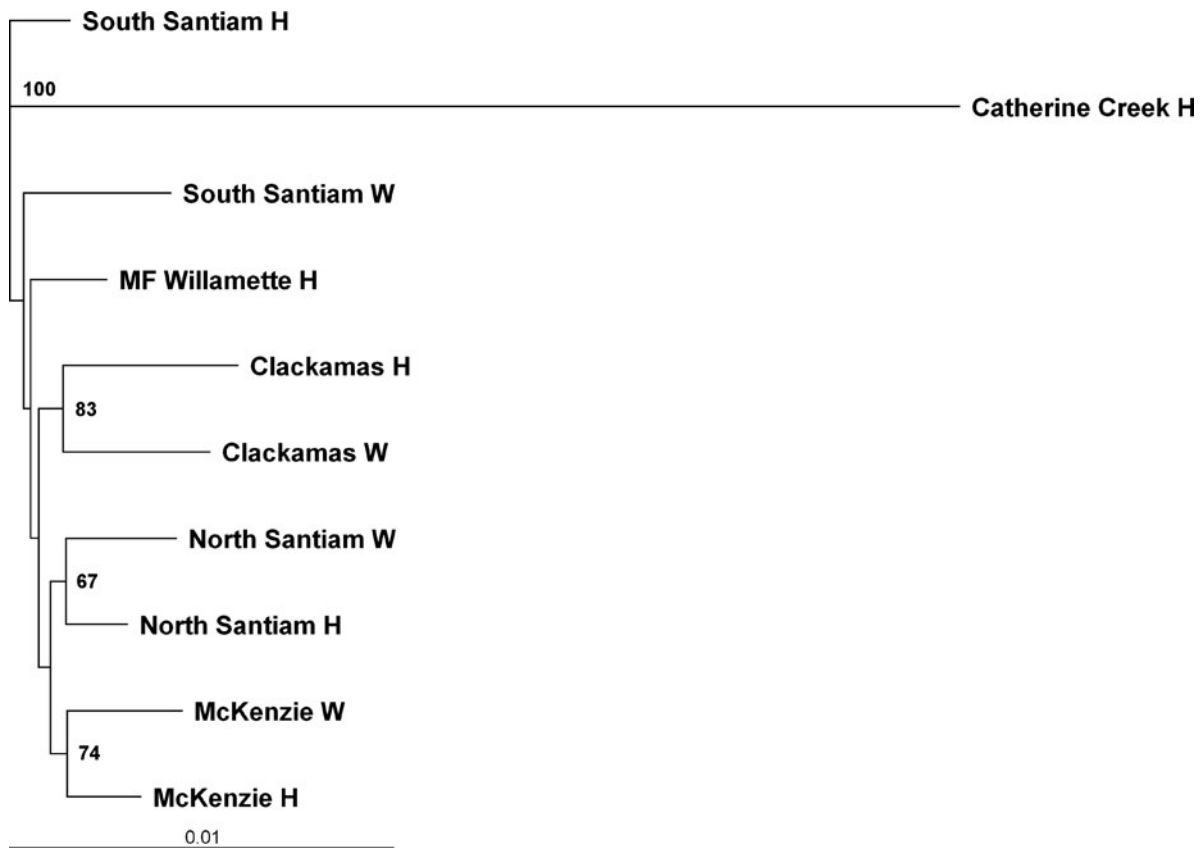 South Santiam H
100
Catherine Creek H
South Santiam W
MF Willamette H
Clackamas H
83
Clackamas W
North Santiam W
67
North Santiam H
McKenzie W
74
McKenzie H
0.01